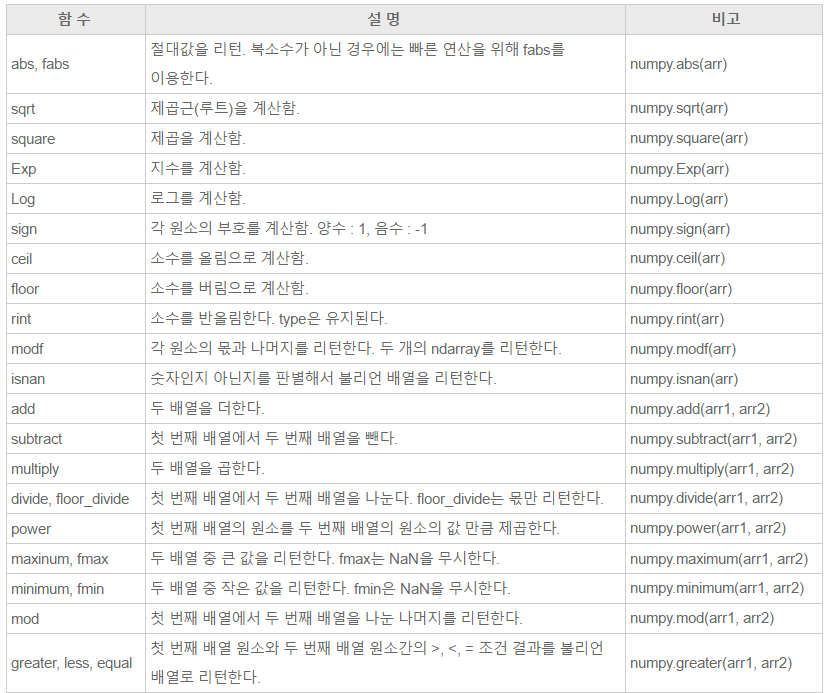 함 수 설 명 비고
abs, fabs 절대값을 리턴. 복소수가 아닌 경우에는 빠른 연산을 위해 fabs를 numpy.abs(arr)
이용한다.
sqrt 제곱근(루트)을 계산함. numpy.sqrt(arr)
square 제곱을 계산함. numpy.square(arr)
Exp 지수를 계산함. numpy.Exp(arr)
Log 로그를 계산함. numpy.Log(arr)
sign 각 원소의 부호를 계산함. 양수 : 1, 음수 : -1 numpy.sign(arr)
ceil 소수를 올림으로 계산함. numpy.ceil(arr)
floor 소수를 버림으로 계산함. numpy.floor(arr)
rint 소수를 반올림한다. type은 유지된다. numpy.rint(arr)
modf 각 원소의 몫과 나머지를 리턴한다. 두 개의 ndarray를 리턴한다. numpy.modf(arr)
isnan 숫자인지 아닌지를 판별해서 불리언 배열을 리턴한다. numpy.isnan(arr)
add 두 배열을 더한다. numpy.add(arr1, arr2)
subtract 첫 번째 배열에서 두 번째 배열을 뺀다. numpy.subtract(arr1, arr2)
multiply 두 배열을 곱한다. numpy.multiply(arr1, arr2)
divide, floor_divide 첫 번째 배열에서 두 번째 배열을 나눈다. floor_divide는 몫만 리턴한다. numpy.divide(arr1, arr2)
power 첫 번째 배열의 원소를 두 번째 배열의 원소의 값 만큼 제곱한다. numpy.power(arr1, arr2)
maxinum, fmax 두 배열 중 큰 값을 리턴한다. fmax는 NaN을 무시한다. numpy.maximum(arr1, arr2)
minimum, fmin 두 배열 중 작은 값을 리턴한다. fmin은 NaN을 무시한다. numpy.minimum(arr1, arr2)
mod 첫 번째 배열에서 두 번째 배열을 나눈 나머지를 리턴한다. numpy.mod(arr1, arr2)
greater, less, equal 첫 번째 배열 원소와 두 번째 배열 원소간의 >, <, = 조건 결과를 불리언 numpy.greater(arr1, arr2)
배열로 리턴한다.